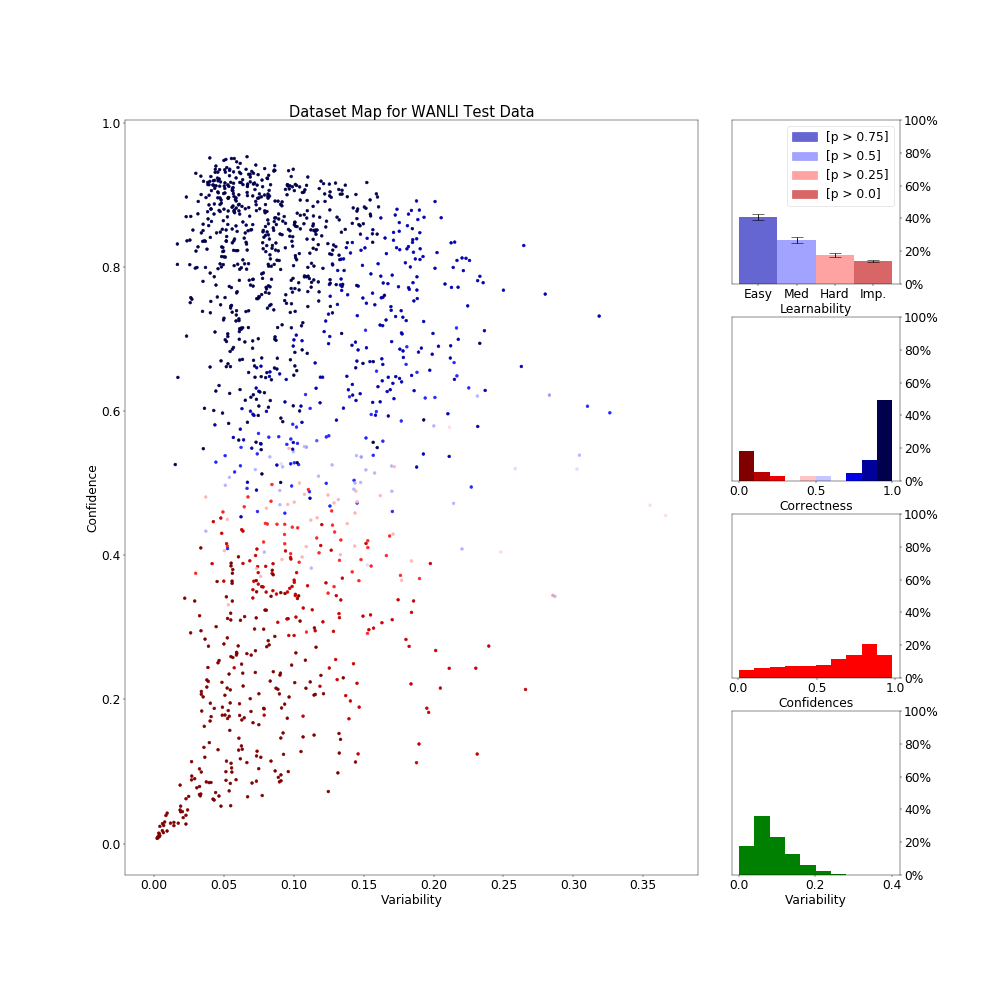 Dataset Map for WANLI Test Data
1.0
0.8
0.6
0.4
0.2
0.0
Confidence
0.00 0.05 0.10 0.15 0.20 0.25 0.30 0.35
Variability
[p > 0.75]
[p > 0.5]
[p > 0.25]
[p > 0.0]
100%
80%
60%
40%
20%
0%
Easy Med Hard Imp.
Learnability
100%
80%
60%
40%
20%
0%
0.0 0.5 1.0
Correctness
100%
80%
60%
40%
20%
0%
0.0 0.5 1.0
Confidences
100%
80%
60%
40%
20%
0%
0.0 0.2 0.4
Variability